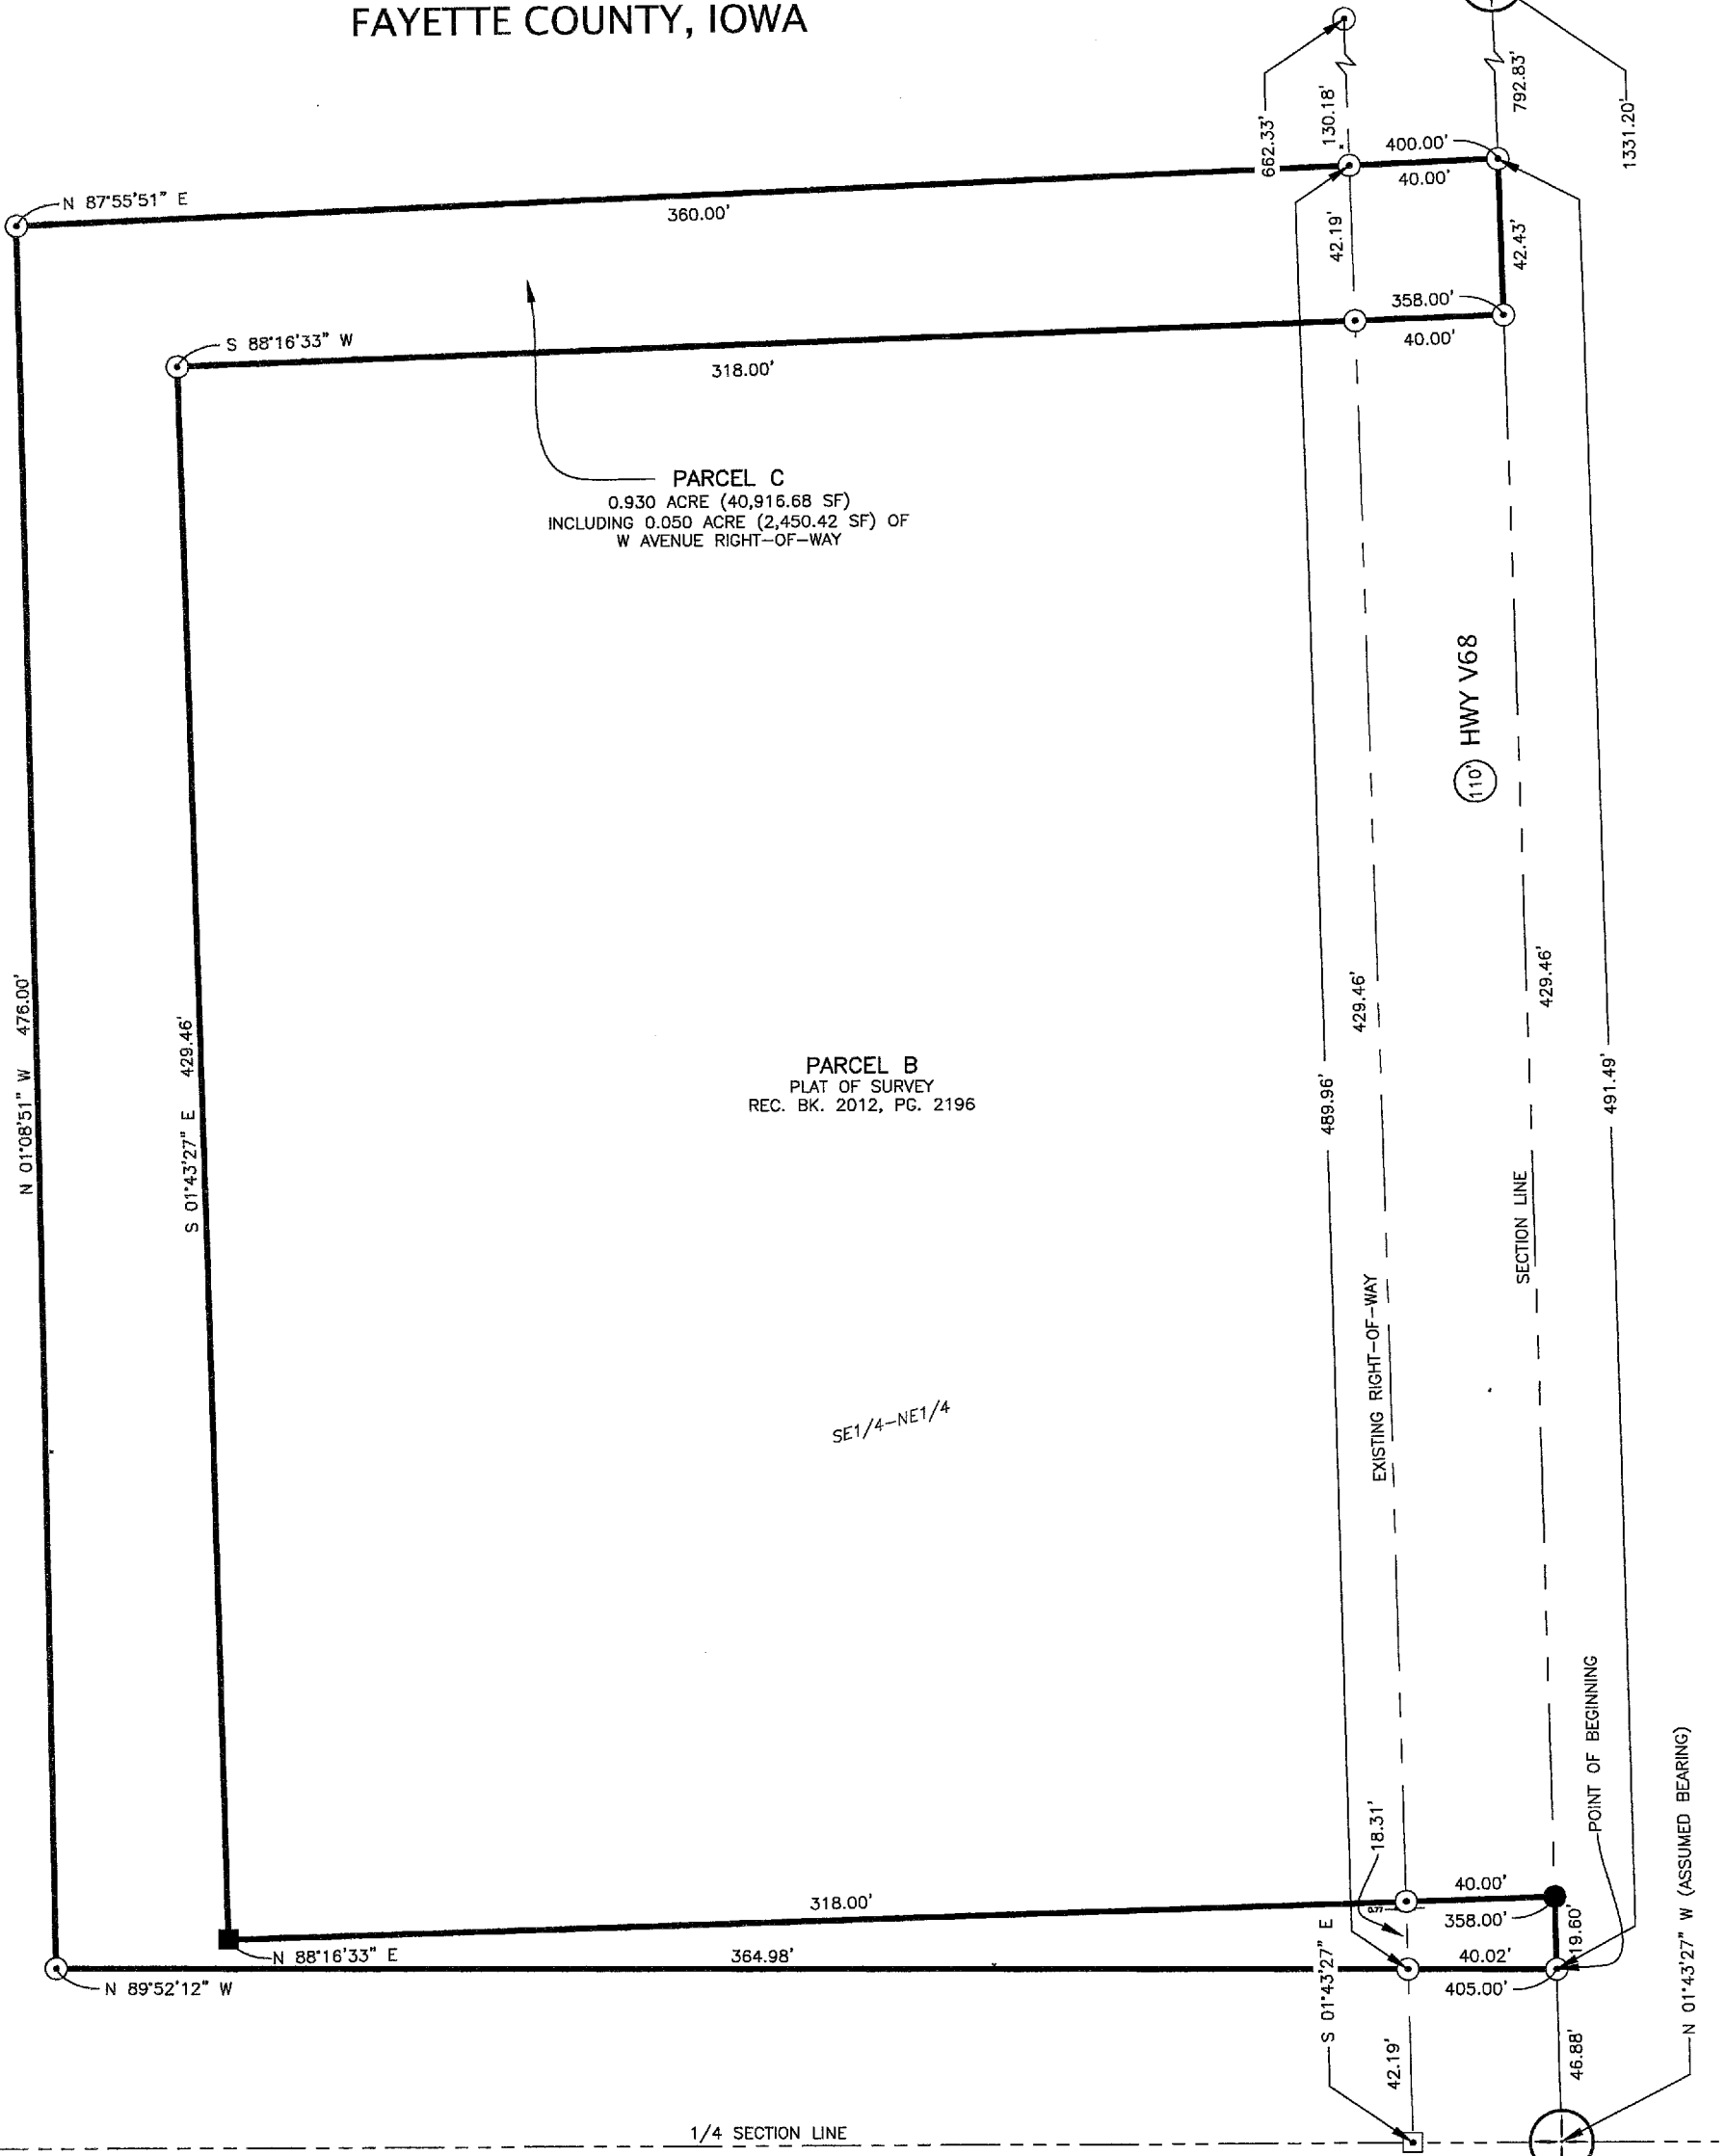 FAYETTE COUNTY, IOWA
662.33'
130.18'
792.83'
1331.20'
400.00'
40.00'
N 87°55'51" E
360.00'
42.19'
42.43'
358.00'
40.00'
S 88°16'33" W
318.00'
PARCEL C
0.930 ACRE (40,916.68 SF)
INCLUDING 0.050 ACRE (2,450.42 SF) OF
W AVENUE RIGHT-OF-WAY
110' HWY V68
N 01°08'51" W 476.00'
S 01°43'27" E 429.46'
PARCEL B
PLAT OF SURVEY
REC. BK. 2012, PG. 2196
489.96'
429.46'
429.46'
491.49'
SECTION LINE
EXISTING RIGHT-OF-WAY
SE1/4-NE1/4
POINT OF BEGINNING
N 01°43'27" W (ASSUMED BEARING)
18.31'
318.00'
40.00'
358.00'
19.60'
N 88°16'33" E
364.98'
40.02'
405.00'
N 89°52'12" W
S 01°43'27" E
42.19'
46.88'
1/4 SECTION LINE